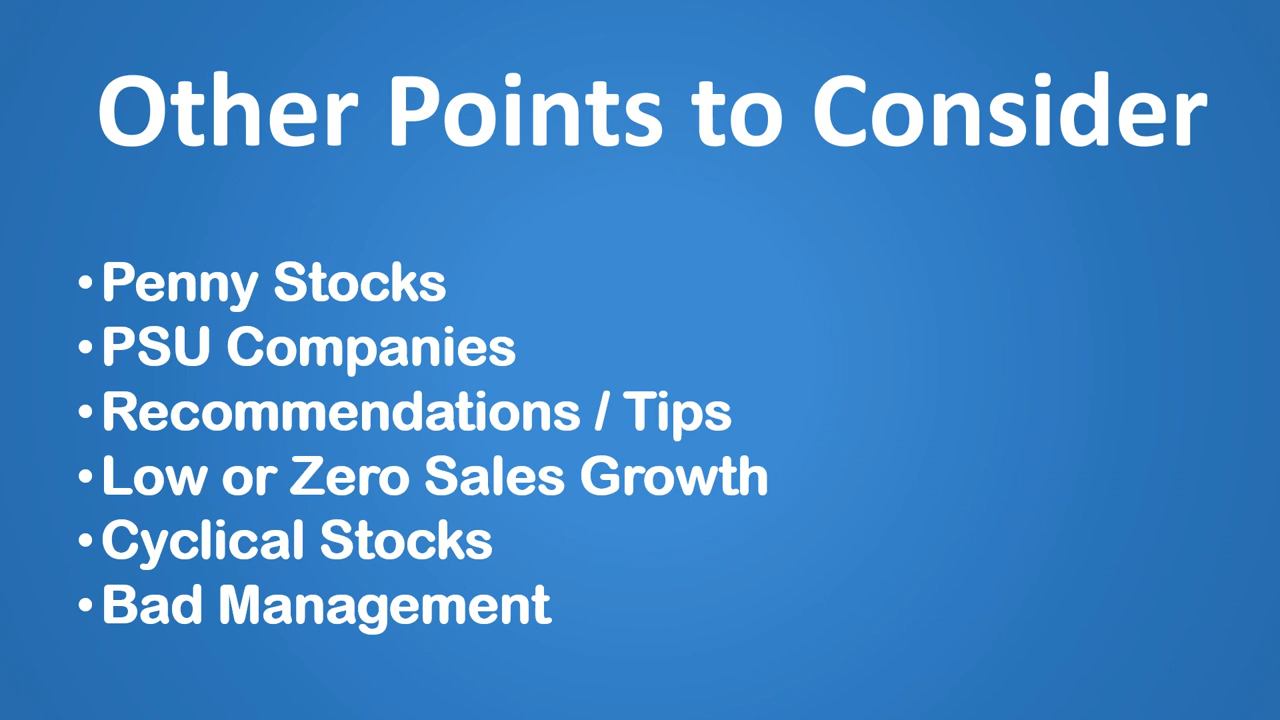 Other Points to Consider
• Penny Stocks
• PSU Companies
• Recommendations / Tips
• Low or Zero Sales Growth
• Cyclical Stocks
• Bad Management